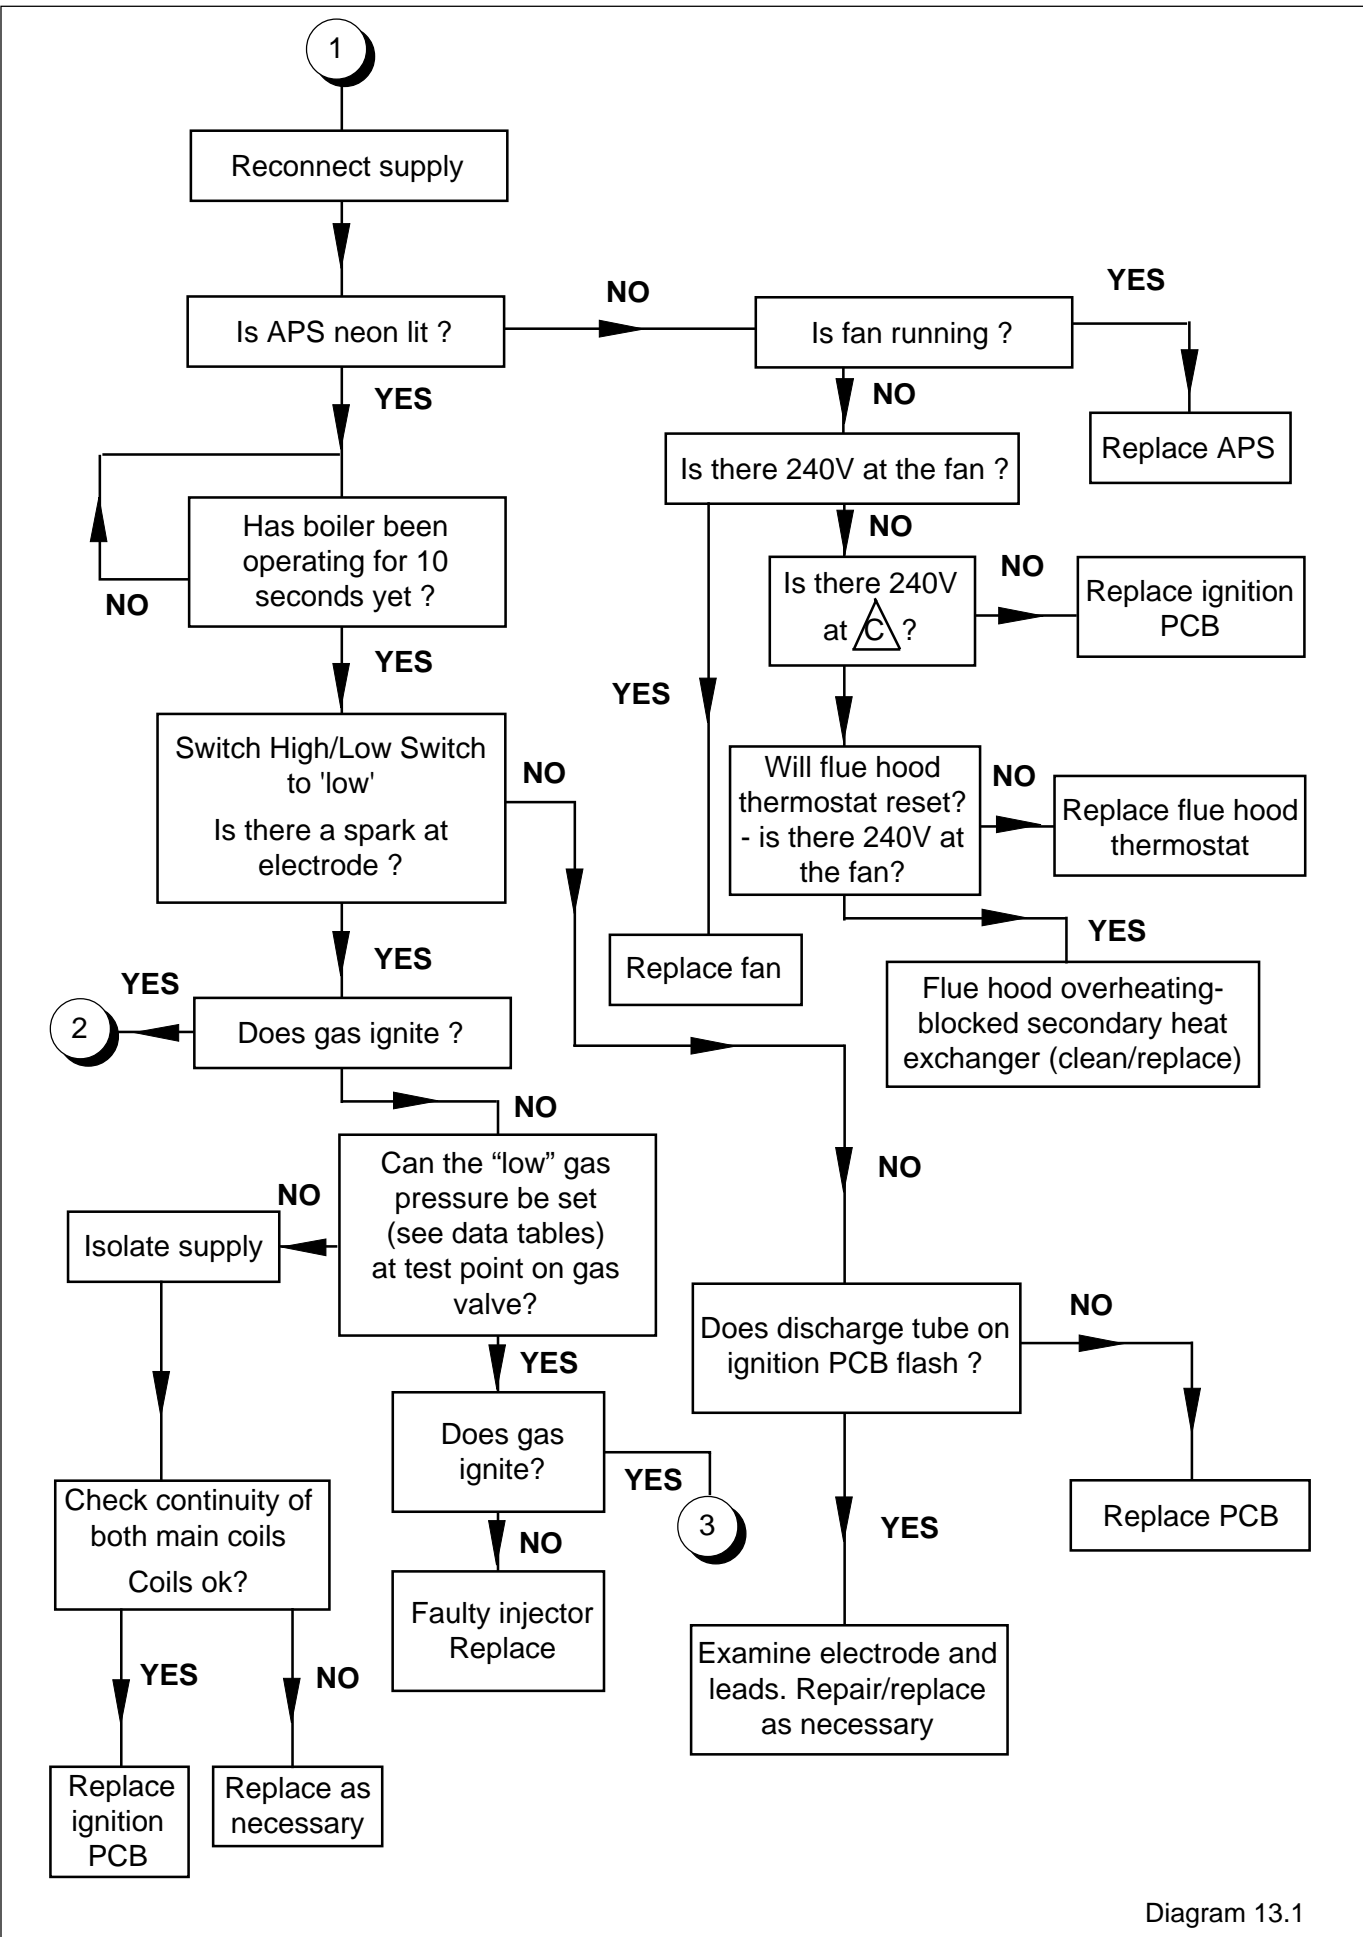 1
Reconnect supply
Is APS neon lit ?
NO
Is fan running ?
YES
YES
NO
Replace APS
Is there 240V at the fan ?
Has boiler been
operating for 10
seconds yet ?
NO
NO
Is there 240V
at C ?
NO
Replace ignition
PCB
YES
YES
Switch High/Low Switch
to 'low'
Is there a spark at
electrode ?
NO
Will flue hood
thermostat reset?
- is there 240V at
the fan?
NO
Replace flue hood
thermostat
YES
Replace fan
YES
Flue hood overheating-
blocked secondary heat
exchanger (clean/replace)
YES
2
Does gas ignite ?
NO
Can the “low” gas
pressure be set
(see data tables)
at test point on gas
valve?
NO
NO
Isolate supply
Does discharge tube on
ignition PCB flash ?
NO
YES
Does gas
ignite?
YES
3
Replace PCB
Check continuity of
both main coils
Coils ok?
NO
YES
Faulty injector
Replace
Examine electrode and
leads. Repair/replace
as necessary
YES
NO
Replace
ignition
PCB
Replace as
necessary
Diagram 13.1